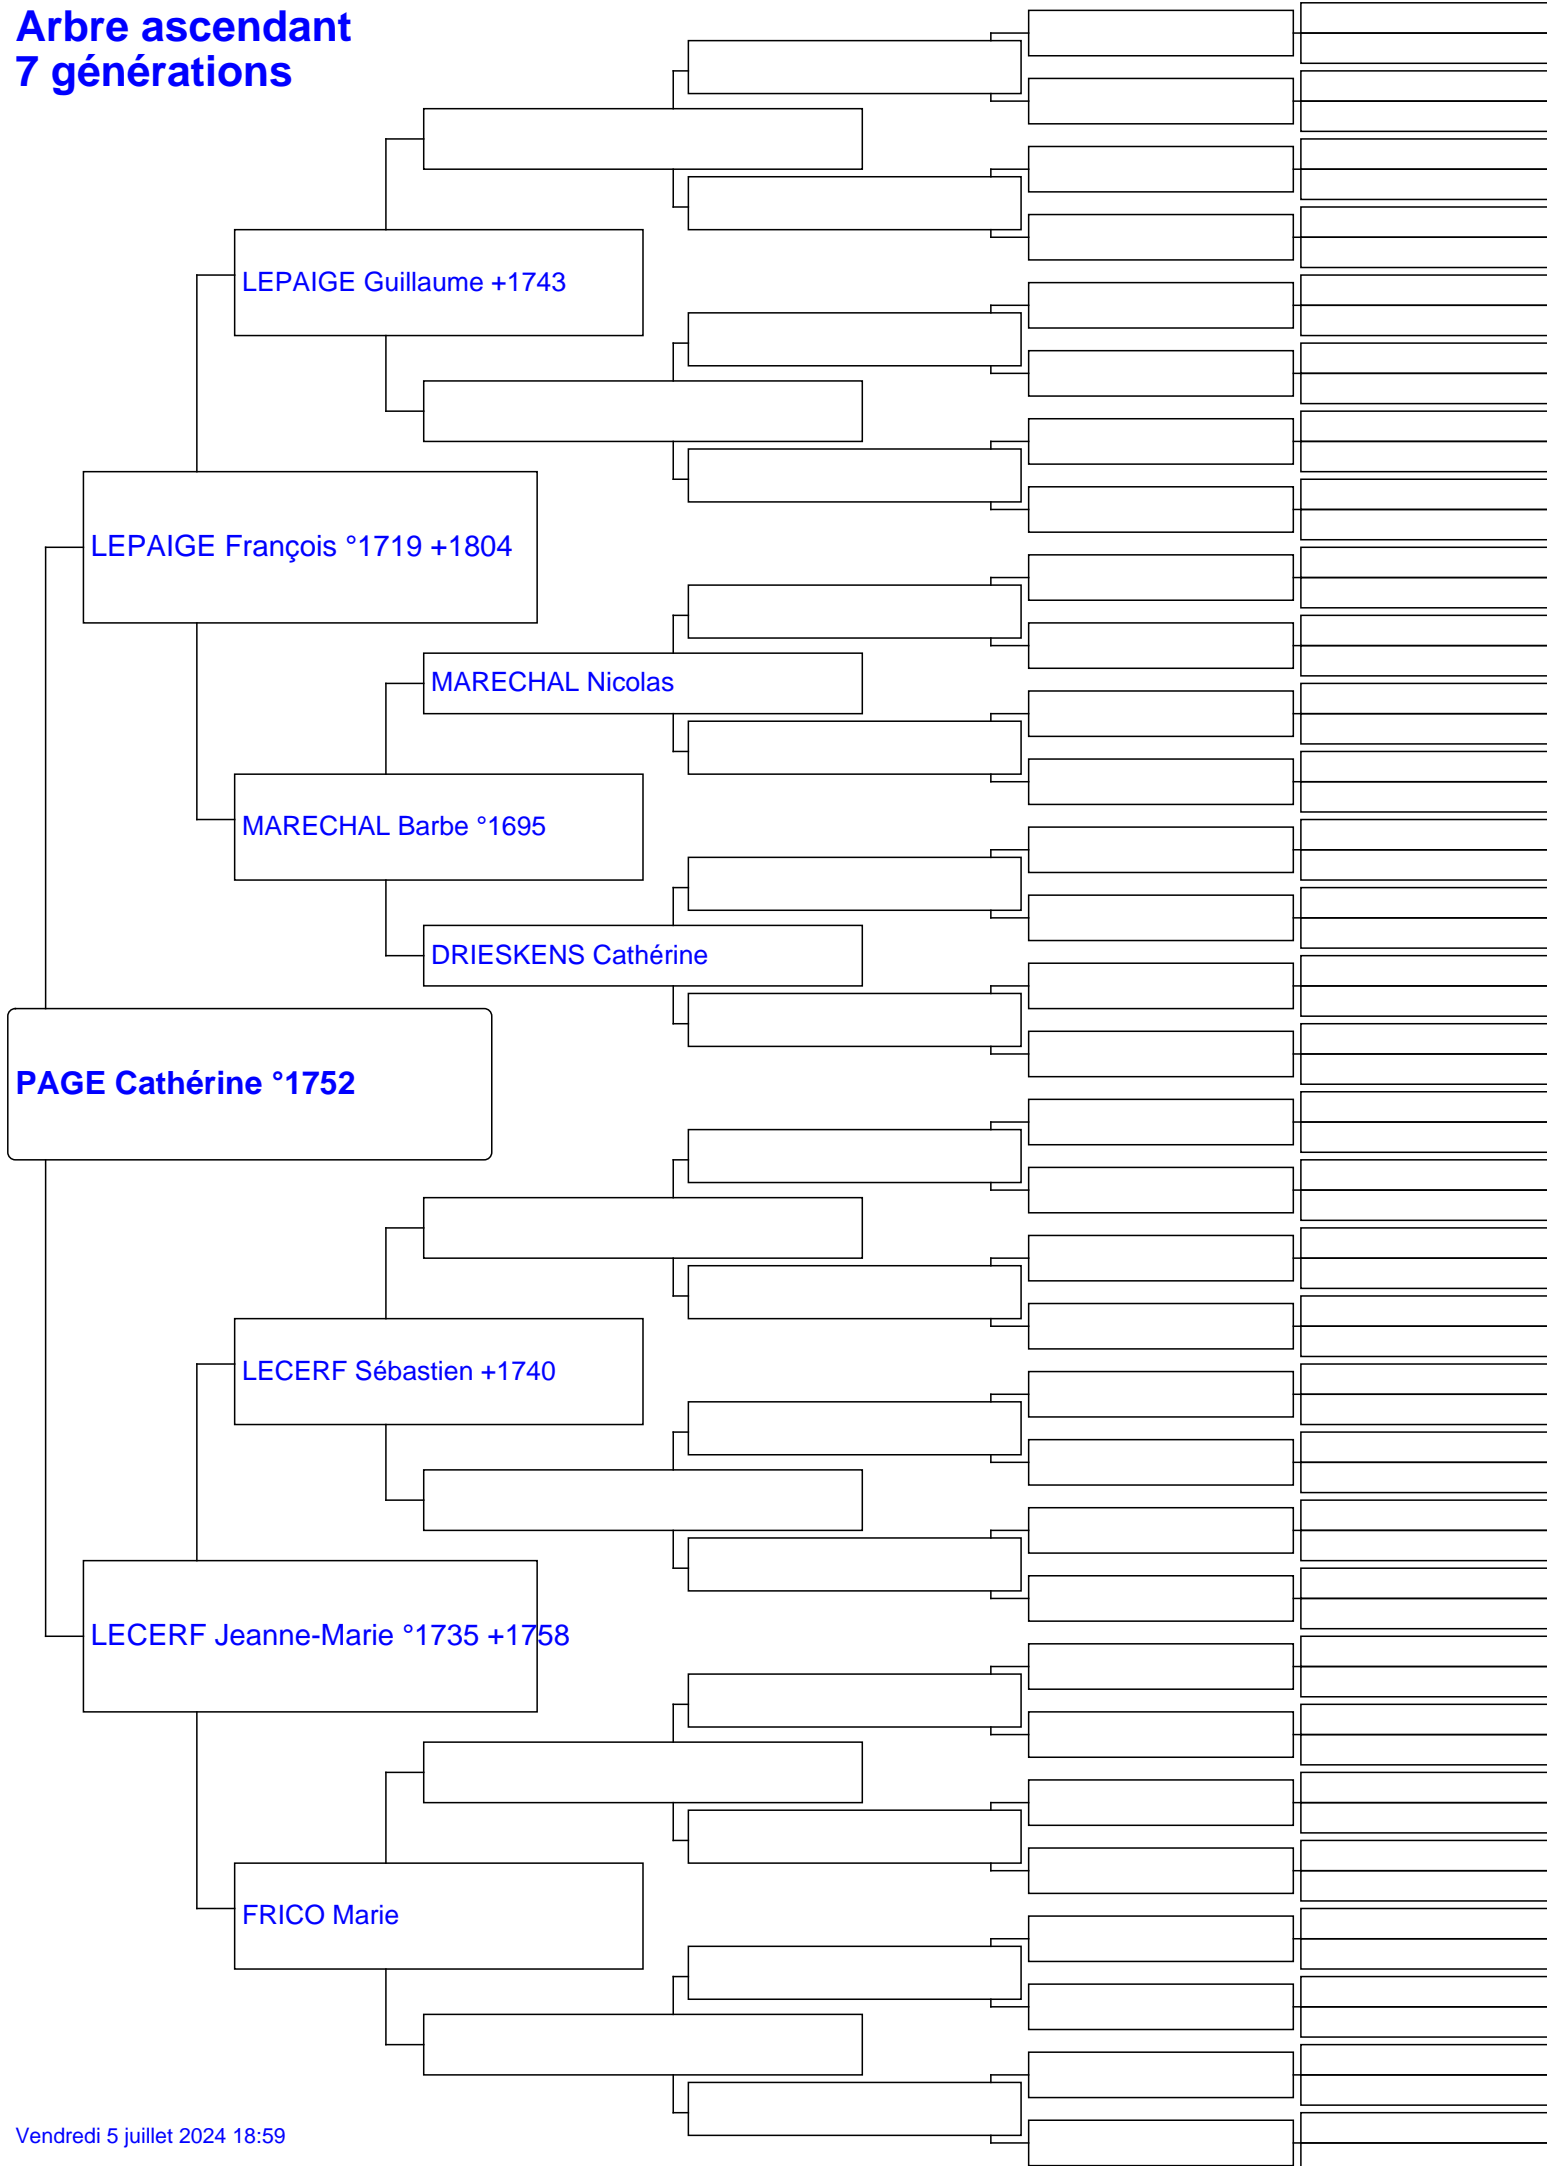 Arbre ascendant
7 générations
LEPAIGE Guillaume +1743
LEPAIGE François °1719 +1804
MARECHAL Nicolas
MARECHAL Barbe °1695
DRIESKENS Cathérine
PAGE Cathérine °1752
LECERF Sébastien +1740
LECERF Jeanne-Marie °1735 +1758
FRICO Marie
Vendredi 5 juillet 2024 18:59